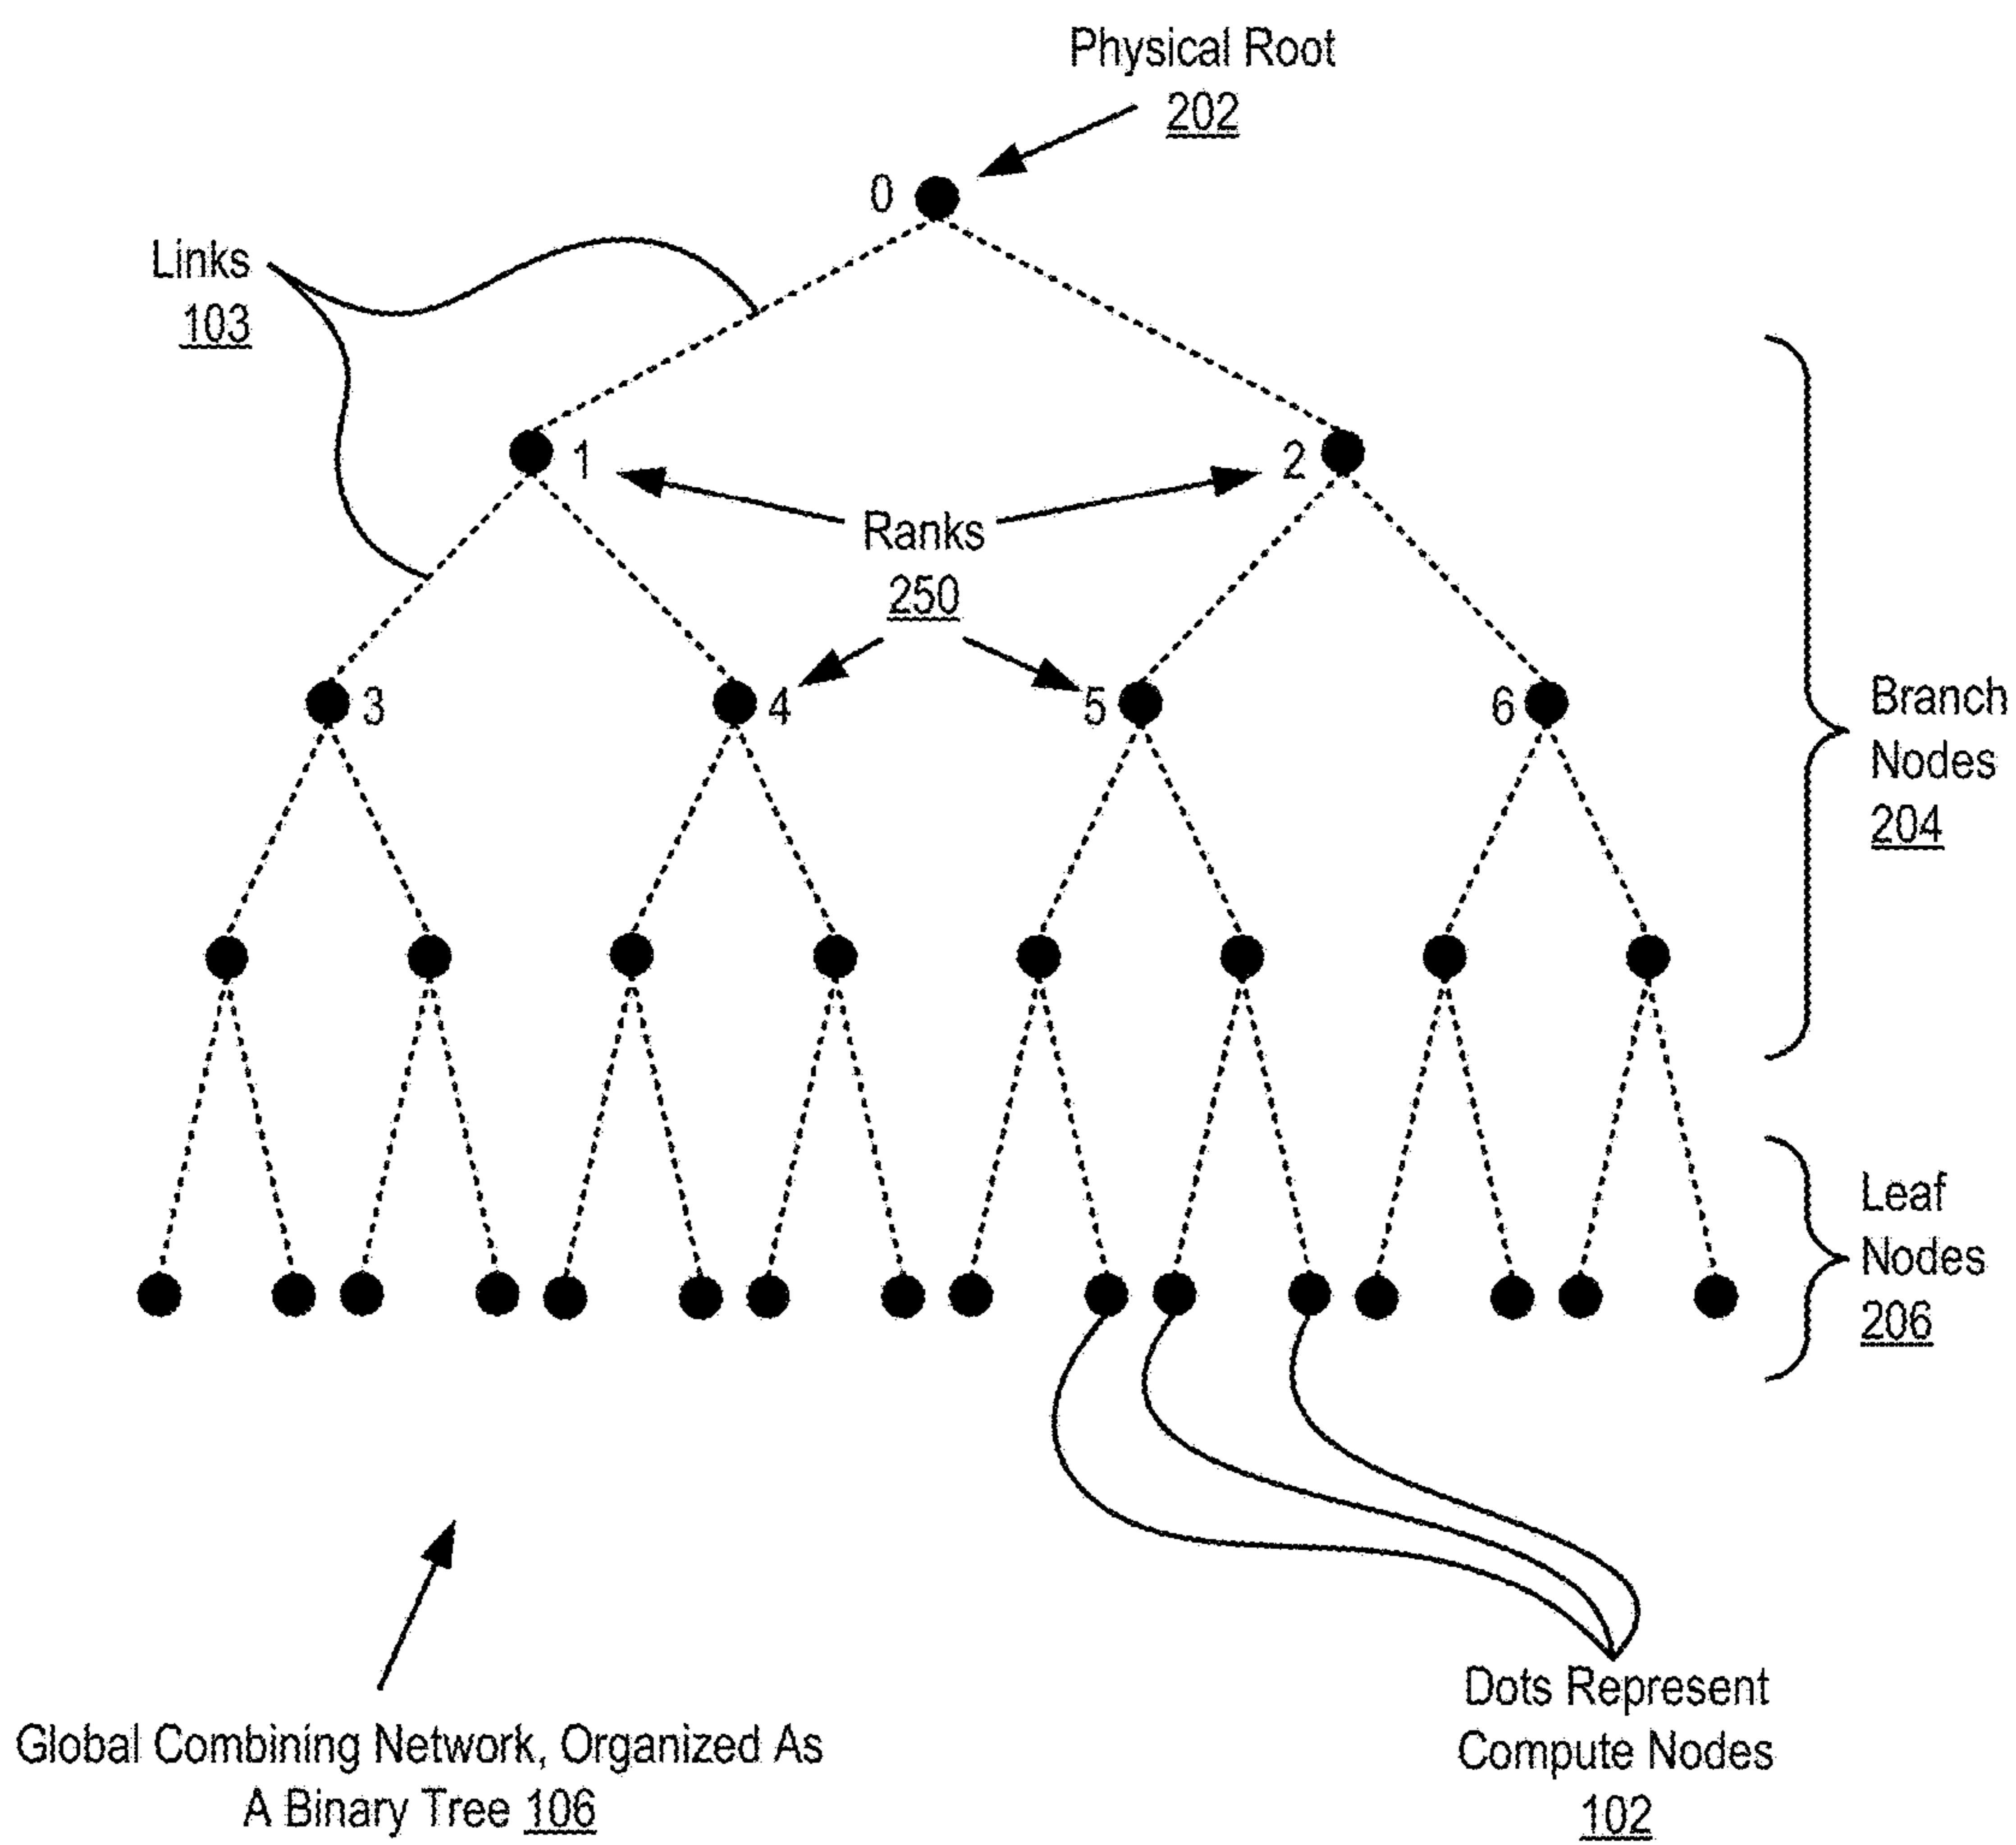 Physical Root
202
0
Links
103
1
2
Ranks
250
3
4
5
6
Branch
Nodes
204
Leaf
Nodes
206
Dots Represent
Compute Nodes
102
Global Combining Network, Organized As
A Binary Tree 106